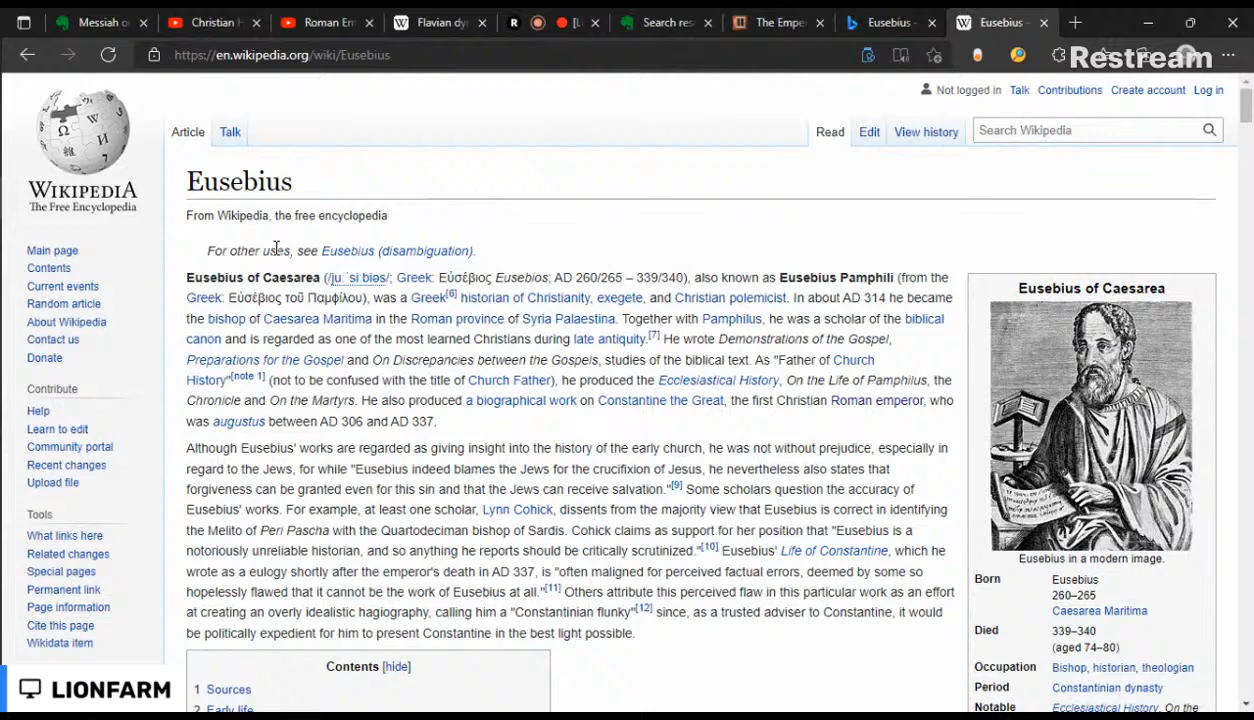 Messiah o
Christian H
Roman Em
Flavian dy
R
[L
Search res
The Empe
Eusebius -
Eusebius -
https://en.wikipedia.org/wiki/Eusebius
Restream
Not logged in Talk Contributions Create account Log in
Article Talk
Read Edit View history
Search Wikipedia
WIKIPEDIA
The Free Encyclopedia
Main page
Contents
Current events
Random article
About Wikipedia
Contact us
Donate
Contribute
Help
Learn to edit
Community portal
Recent changes
Upload file
Tools
What links here
Related changes
Special pages
Permanent link
Page information
Cite this page
Wikidata item
Eusebius
From Wikipedia, the free encyclopedia
For other uses, see Eusebius (disambiguation).
Eusebius of Caesarea (/juːˈsiːbiəs/; Greek: Εὐσέβιος Eusebios; AD 260/265 – 339/340), also known as Eusebius Pamphili (from the
Greek: Εὐσέβιος τοῦ Παμφίλου), was a Greek[6] historian of Christianity, exegete, and Christian polemicist. In about AD 314 he became
the bishop of Caesarea Maritima in the Roman province of Syria Palaestina. Together with Pamphilus, he was a scholar of the biblical
canon and is regarded as one of the most learned Christians during late antiquity.[7] He wrote Demonstrations of the Gospel,
Preparations for the Gospel and On Discrepancies between the Gospels, studies of the biblical text. As "Father of Church
History"[note 1] (not to be confused with the title of Church Father), he produced the Ecclesiastical History, On the Life of Pamphilus, the
Chronicle and On the Martyrs. He also produced a biographical work on Constantine the Great, the first Christian Roman emperor, who
was augustus between AD 306 and AD 337.
Although Eusebius' works are regarded as giving insight into the history of the early church, he was not without prejudice, especially in
regard to the Jews, for while "Eusebius indeed blames the Jews for the crucifixion of Jesus, he nevertheless also states that
forgiveness can be granted even for this sin and that the Jews can receive salvation."[9] Some scholars question the accuracy of
Eusebius' works. For example, at least one scholar, Lynn Cohick, dissents from the majority view that Eusebius is correct in identifying
the Melito of Peri Pascha with the Quartodeciman bishop of Sardis. Cohick claims as support for her position that "Eusebius is a
notoriously unreliable historian, and so anything he reports should be critically scrutinized."[10] Eusebius' Life of Constantine, which he
wrote as a eulogy shortly after the emperor's death in AD 337, is "often maligned for perceived factual errors, deemed by some so
hopelessly flawed that it cannot be the work of Eusebius at all."[11] Others attribute this perceived flaw in this particular work as an effort
at creating an overly idealistic hagiography, calling him a "Constantinian flunky"[12] since, as a trusted adviser to Constantine, it would
be politically expedient for him to present Constantine in the best light possible.
Contents [hide]
1 Sources
2 Early life
Eusebius of Caesarea
Eusebius in a modern image.
Born Eusebius
260–265
Caesarea Maritima
Died 339–340
(aged 74–80)
Occupation Bishop, historian, theologian
Period Constantinian dynasty
Notable Ecclesiastical History, On the
LIONFARM